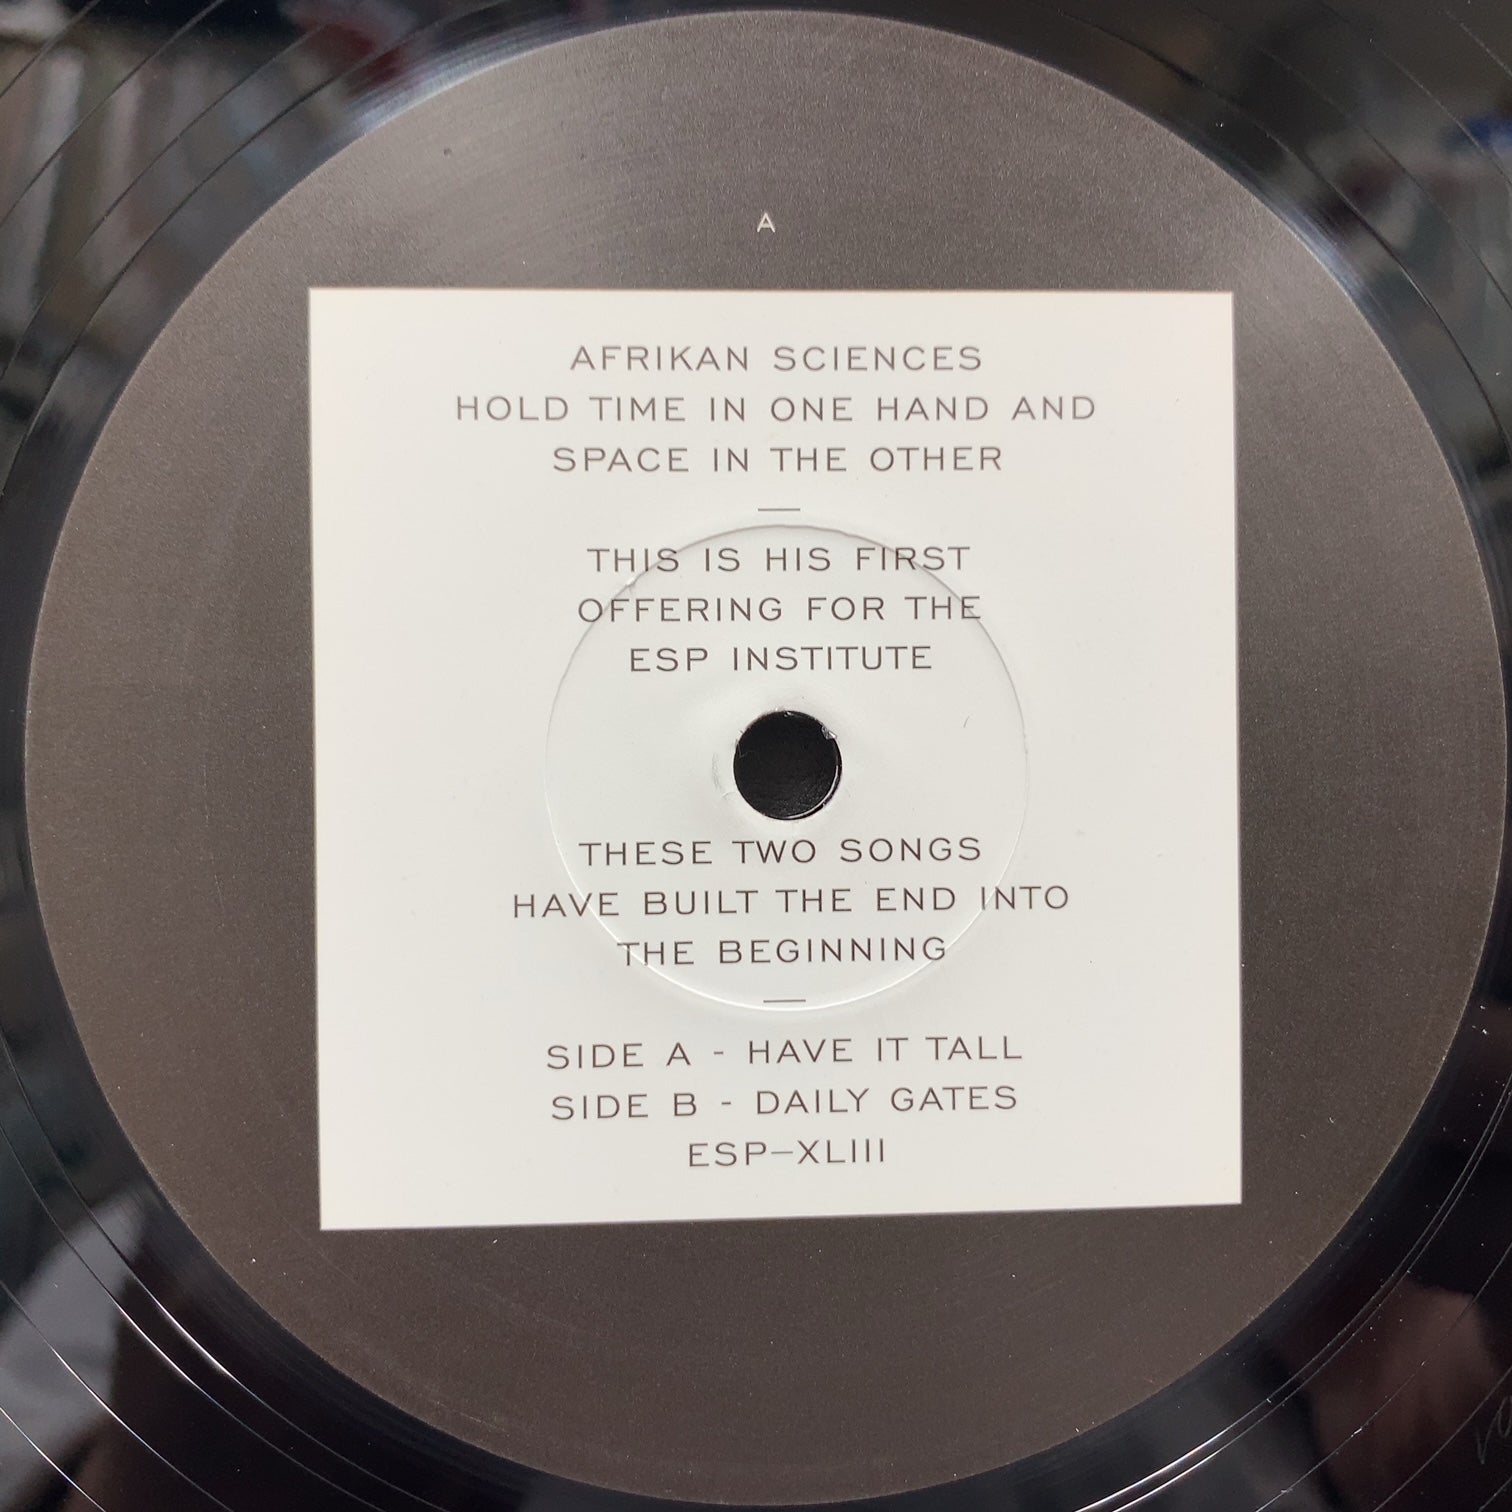 A
AFRIKAN SCIENCES
HOLD TIME IN ONE HAND AND
SPACE IN THE OTHER
—
THIS IS HIS FIRST
OFFERING FOR THE
ESP INSTITUTE
THESE TWO SONGS
HAVE BUILT THE END INTO
THE BEGINNING
—
SIDE A - HAVE IT TALL
SIDE B - DAILY GATES
ESP–XLIII